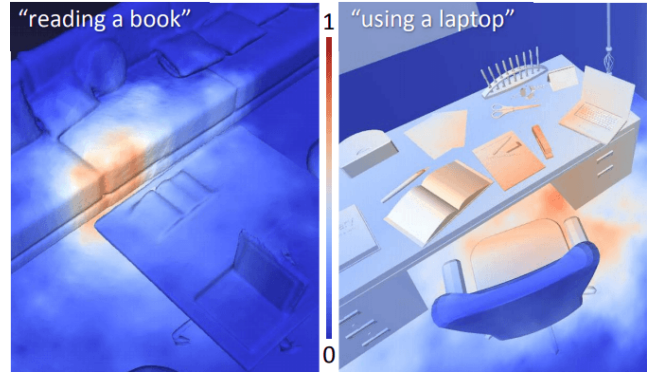 “reading a book”
1
0
“using a laptop”